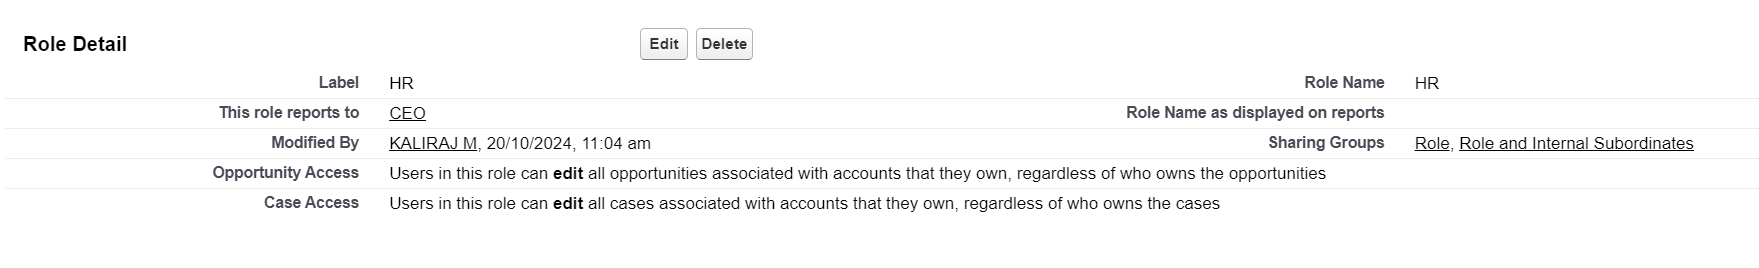 Role Detail Edit Delete
Label HR Role Name HR
This role reports to CEO Role Name as displayed on reports
Modified By KALIRAJ M, 20/10/2024, 11:04 am Sharing Groups Role, Role and Internal Subordinates
Opportunity Access Users in this role can edit all opportunities associated with accounts that they own, regardless of who owns the opportunities
Case Access Users in this role can edit all cases associated with accounts that they own, regardless of who owns the cases